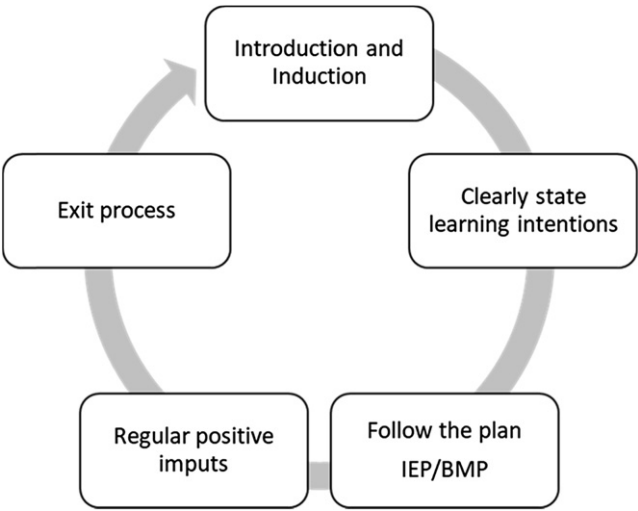 Introduction and
Induction
Clearly state
learning intentions
Follow the plan
IEP/BMP
Regular positive
imputs
Exit process